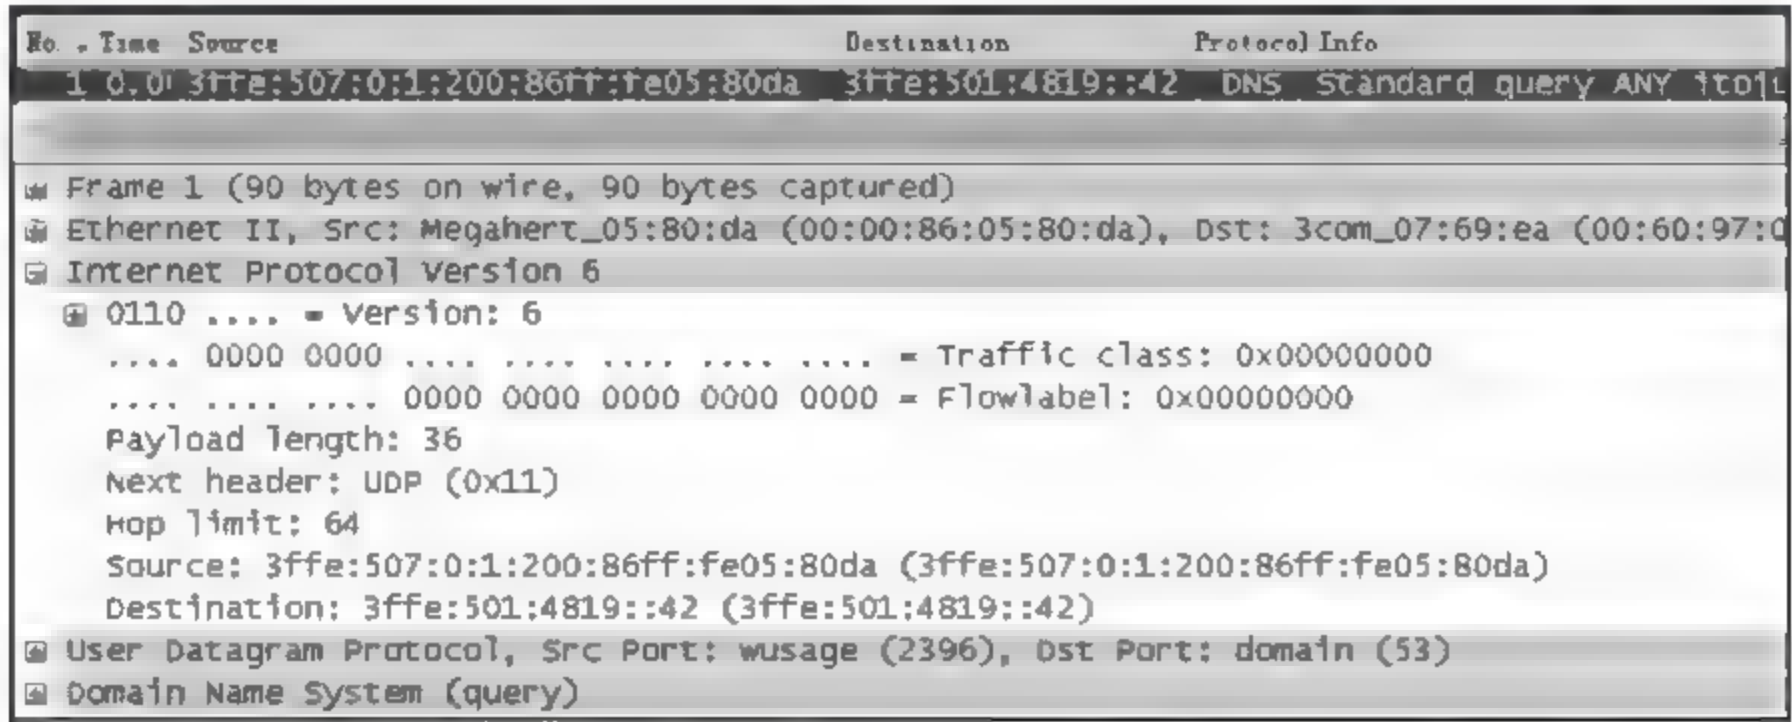 No. . Time Source Destination Protocol Info
1 0.0 3ffe:507:0:1:200:86ff:fe05:80da 3ffe:501:4819::42 DNS Standard query ANY itoju
Frame 1 (90 bytes on wire, 90 bytes captured)
Ethernet II, Src: Megahert_05:80:da (00:00:86:05:80:da), Dst: 3com_07:69:ea (00:60:97:0
Internet Protocol Version 6
0110 .... = Version: 6
.... 0000 0000 .... .... .... .... .... = Traffic class: 0x00000000
.... .... .... 0000 0000 0000 0000 0000 = Flowlabel: 0x00000000
Payload length: 36
Next header: UDP (0x11)
Hop limit: 64
Source: 3ffe:507:0:1:200:86ff:fe05:80da (3ffe:507:0:1:200:86ff:fe05:80da)
Destination: 3ffe:501:4819::42 (3ffe:501:4819::42)
User Datagram Protocol, Src Port: wusage (2396), Dst Port: domain (53)
Domain Name System (query)